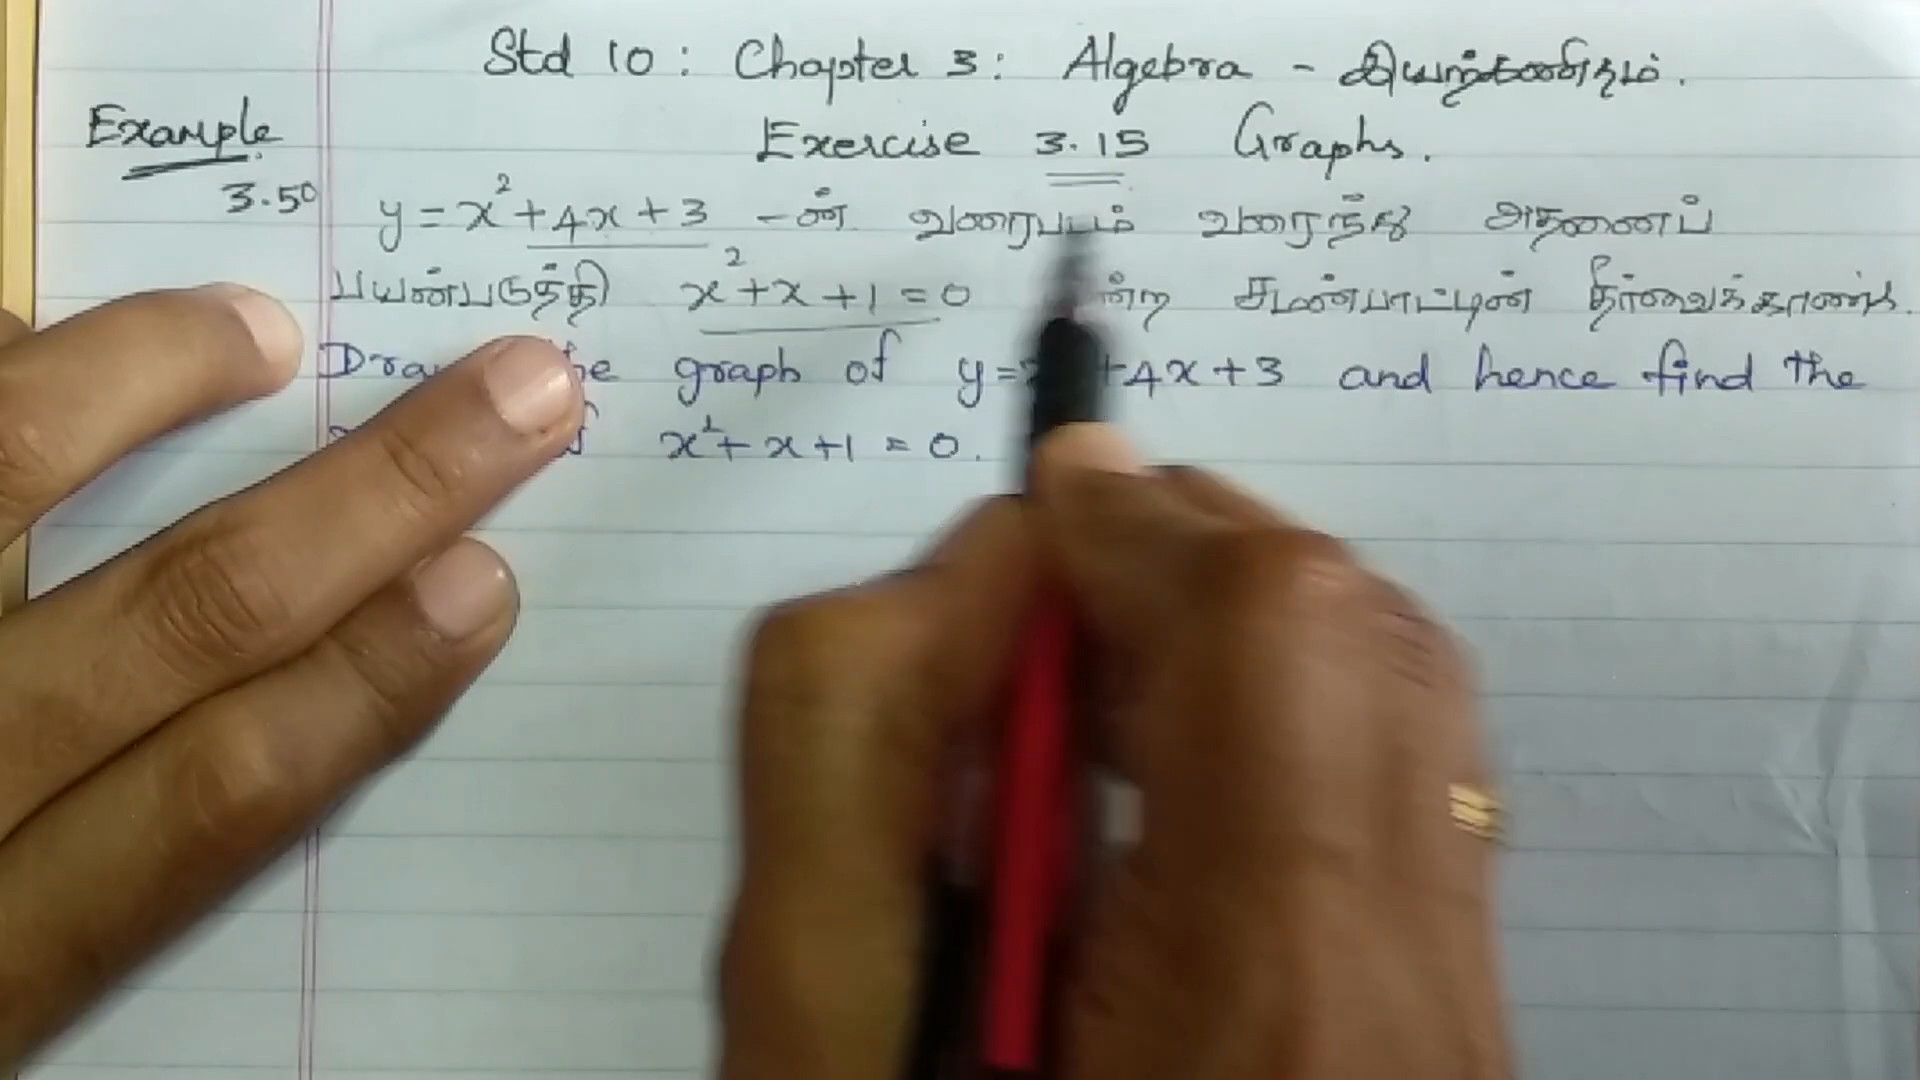 Std 10 : Chapter 3 : Algebra - இயற்கணிதம்.
Example
Exercise 3.15 Graphs.
3.50
y = x² + 4x + 3 -ன் வரைபடம் வரைந்து அதனைப்
பயன்படுத்தி x² + x + 1 = 0 சமன்பாட்டின் தீர்வைக்காண்க.
graph of y = +4x+3 and hence find the
x² + x + 1 = 0.